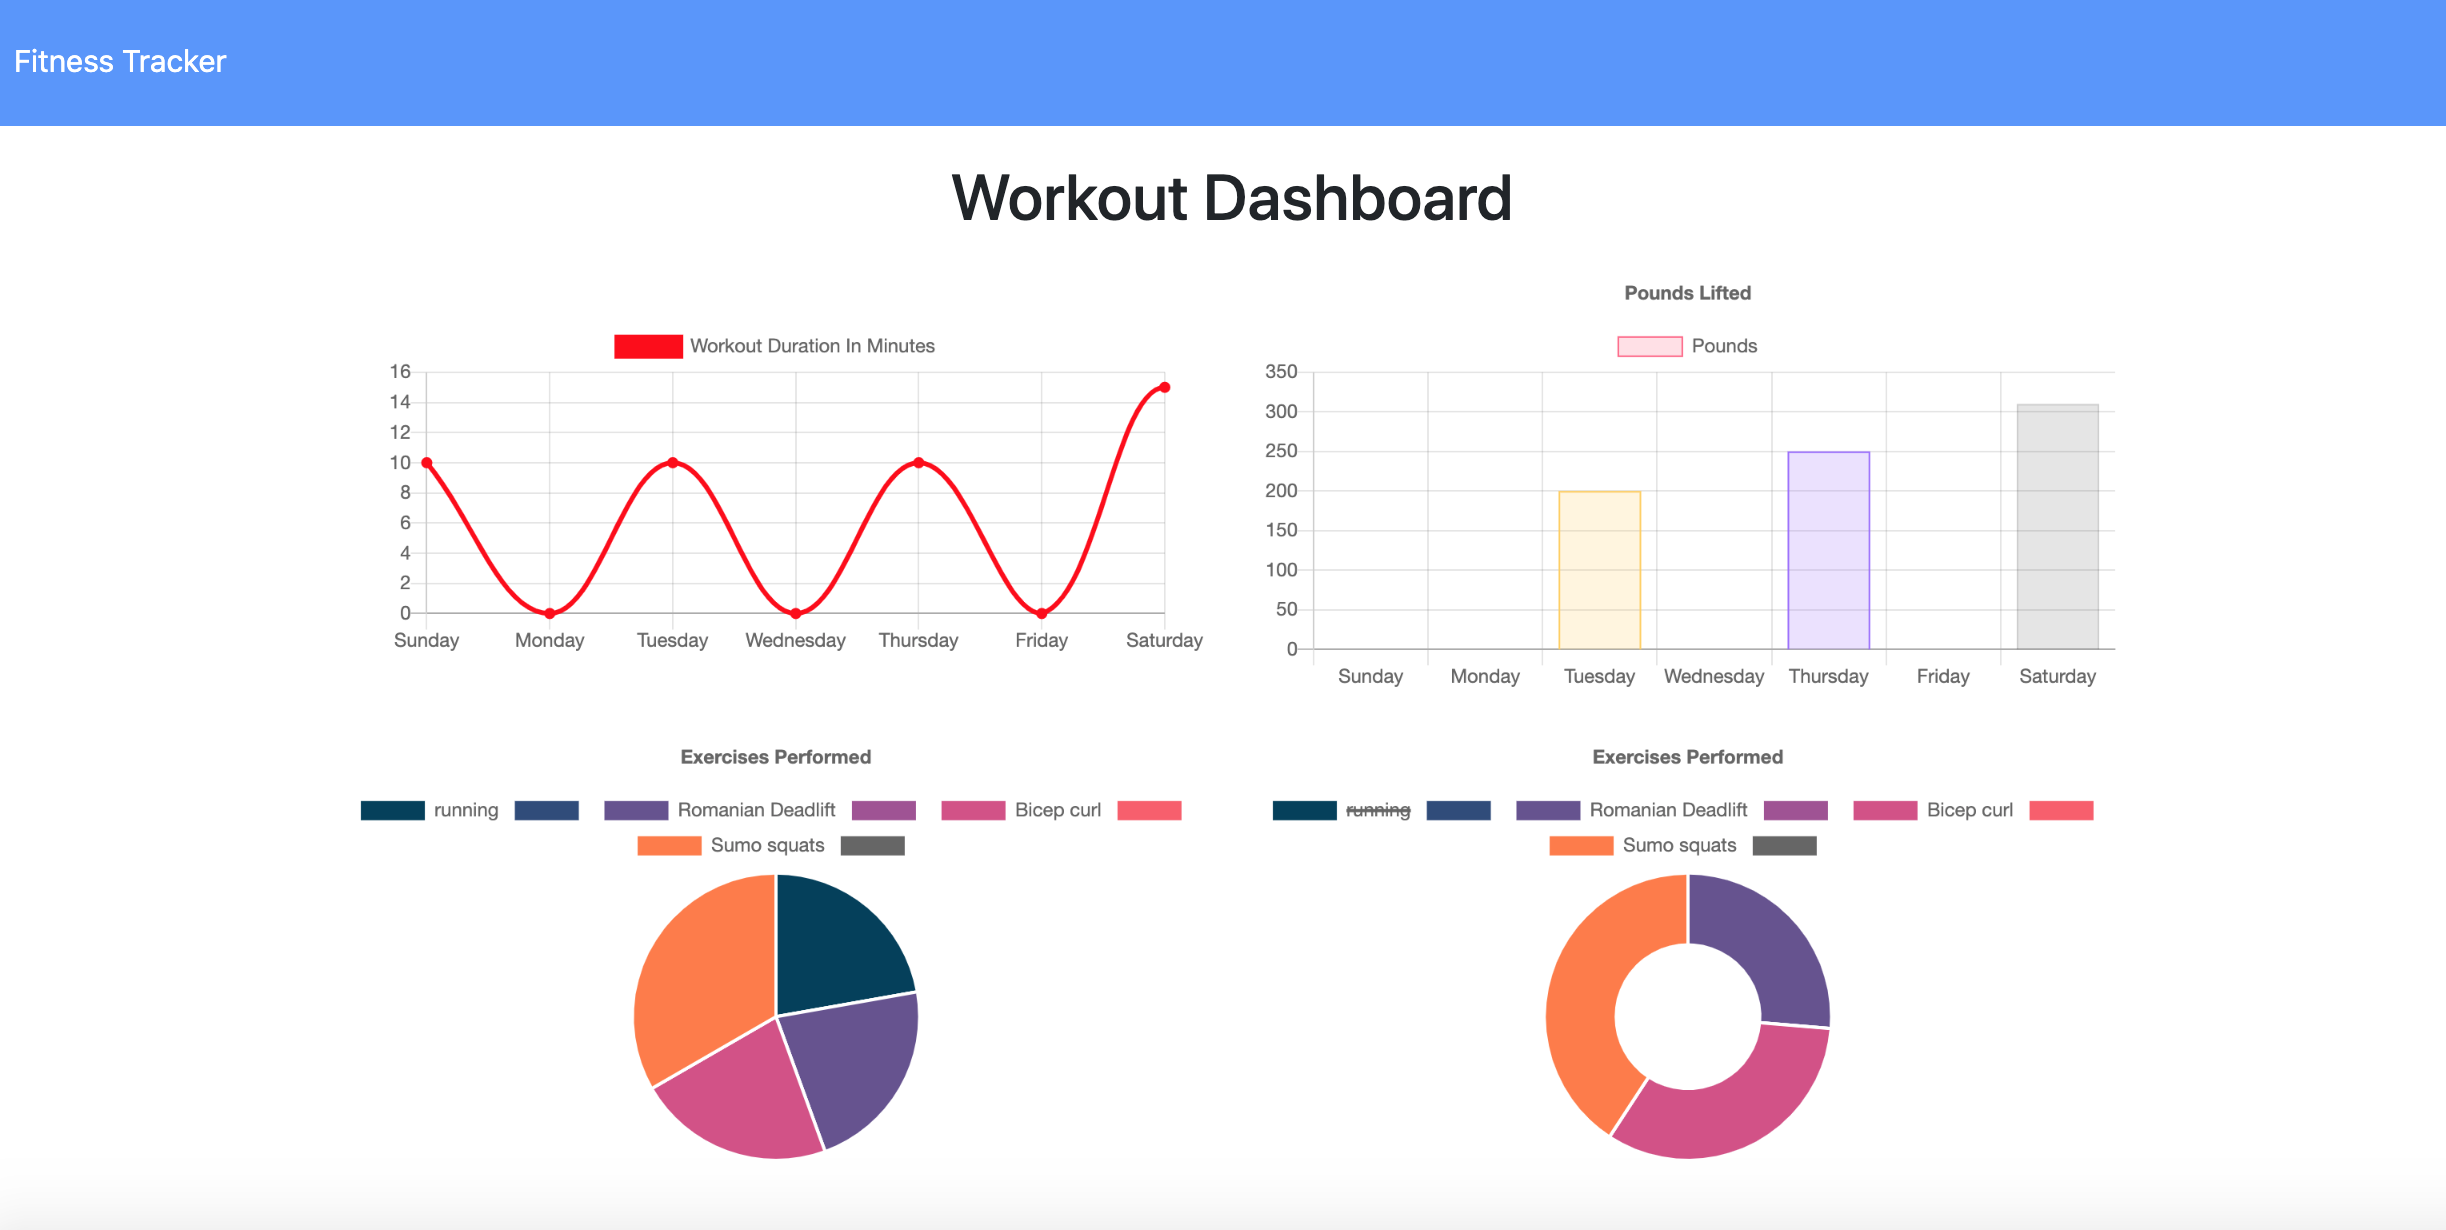 Fitness Tracker
Workout Dashboard
Workout Duration In Minutes
16
14
12
10
8
6
4
2
0
Sunday Monday Tuesday Wednesday Thursday Friday Saturday
Pounds Lifted
Pounds
350
300
250
200
150
100
50
0
Sunday Monday Tuesday Wednesday Thursday Friday Saturday
Exercises Performed
running Romanian Deadlift Bicep curl
Sumo squats
Exercises Performed
running Romanian Deadlift Bicep curl
Sumo squats